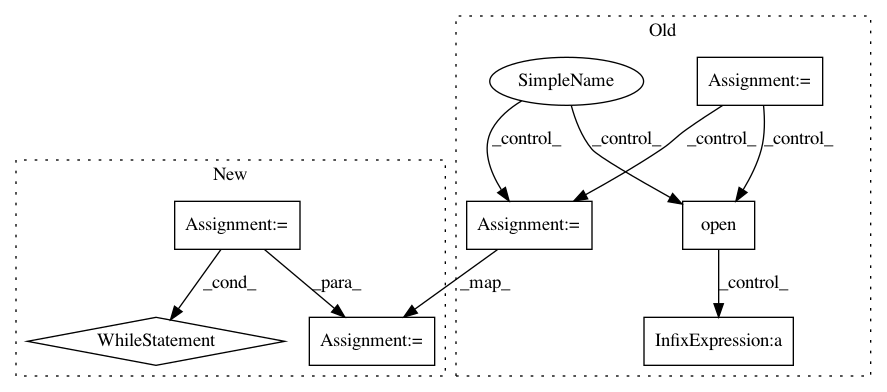 Old
SimpleName
Assignment:=
_control_
_control_
_control_
_control_
New
Assignment:=
Assignment:=
open
_cond_
_para_
_map_
_control_
WhileStatement
Assignment:=
InfixExpression:a